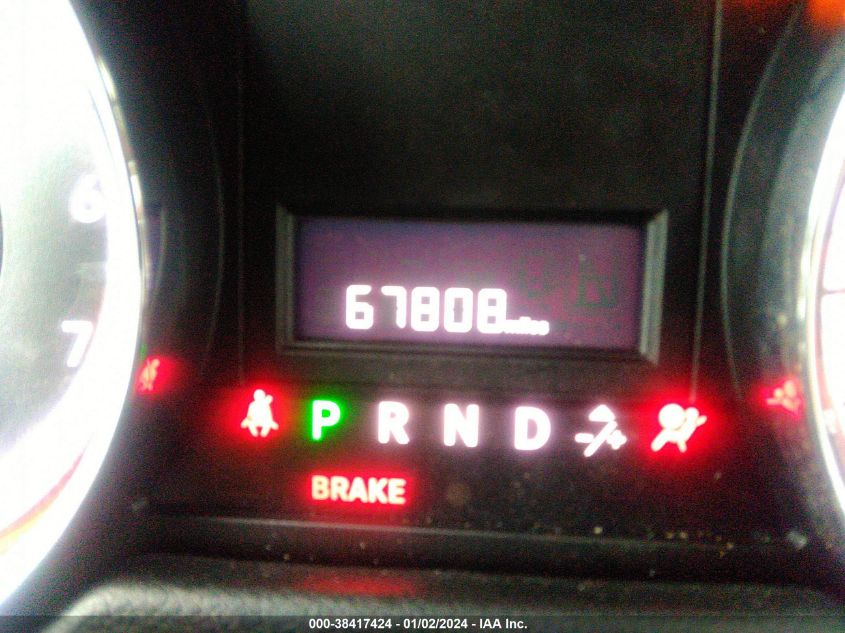 6
7
67808 miles
P R N D -/+
BRAKE
000-38417424 - 01/02/2024 - IAA Inc.